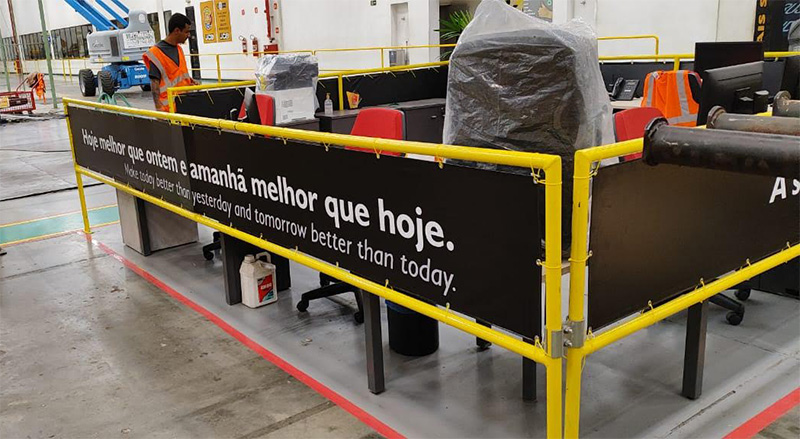 Hoje melhor que ontem e amanhã melhor que hoje.
Make today better than yesterday and tomorrow better than today.
A